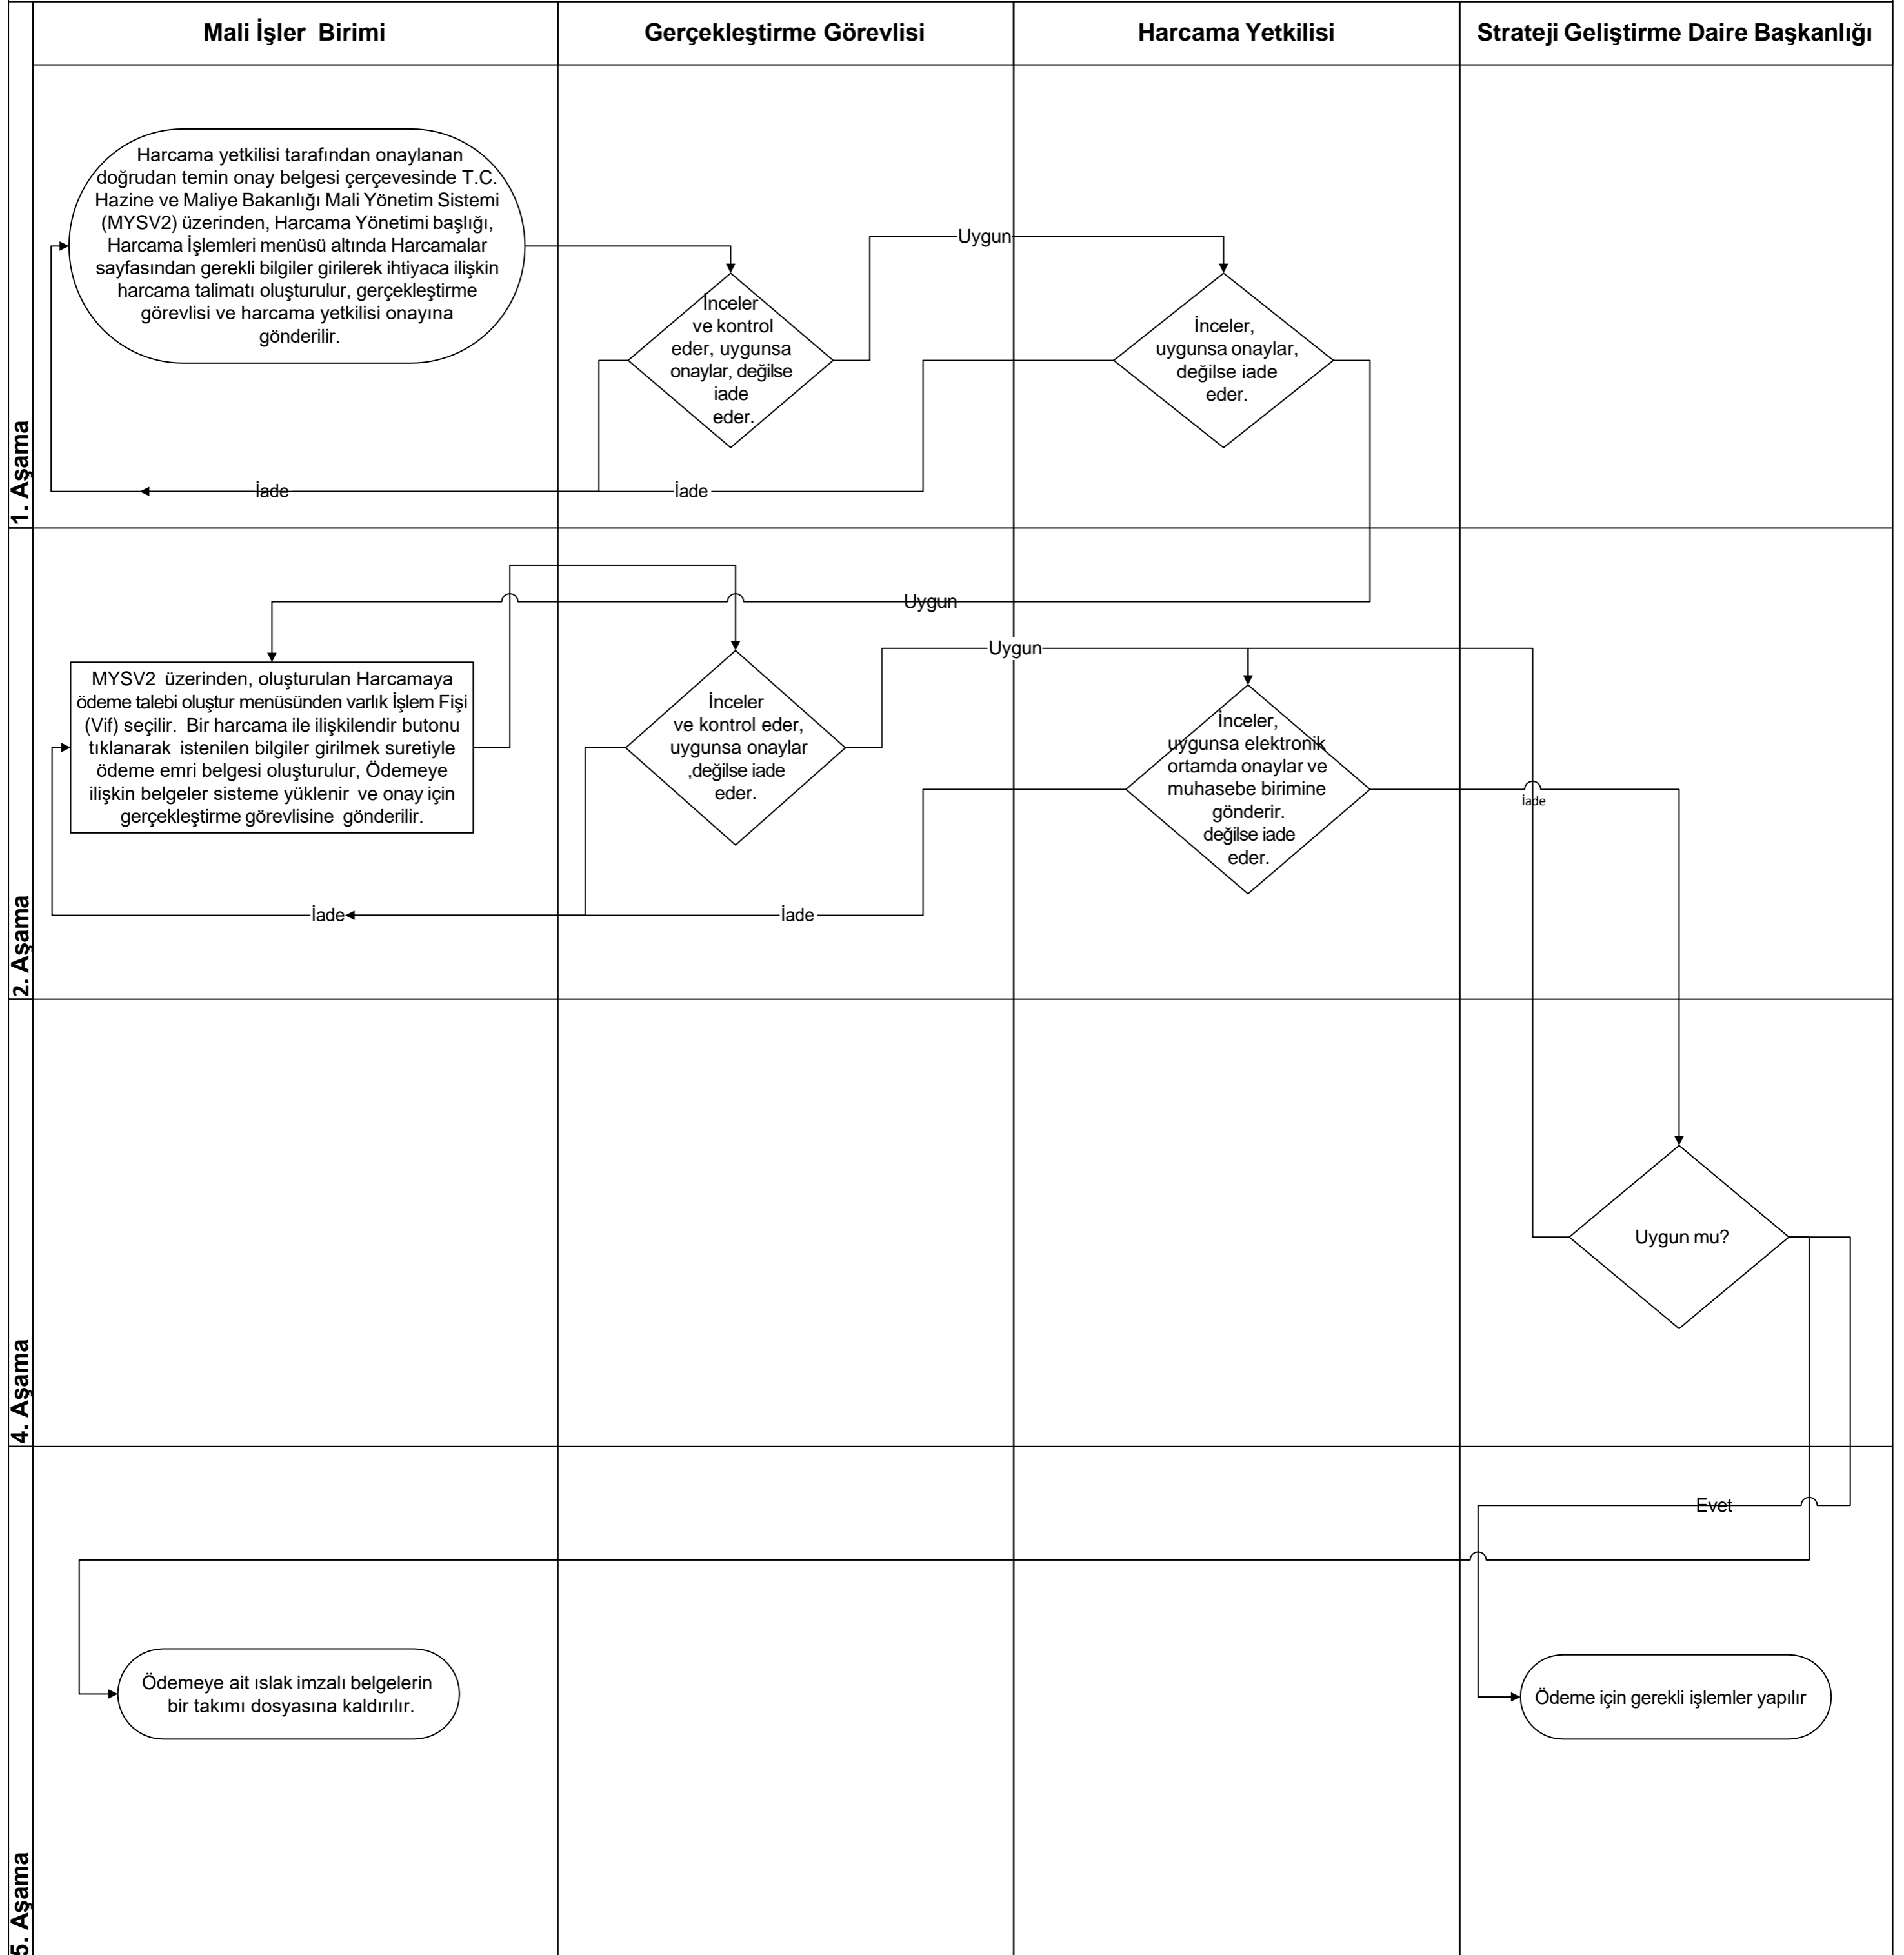 Mali İşler  Birimi
Gerçekleştirme Görevlisi
Harcama Yetkilisi
Strateji Geliştirme Daire Başkanlığı
1. Aşama
Harcama yetkilisi tarafından onaylanan
doğrudan temin onay belgesi çerçevesinde T.C.
Hazine ve Maliye Bakanlığı Mali Yönetim Sistemi
(MYSV2) üzerinden, Harcama Yönetimi başlığı,
Harcama İşlemleri menüsü altında Harcamalar
sayfasından gerekli bilgiler girilerek ihtiyaca ilişkin
harcama talimatı oluşturulur, gerçekleştirme
görevlisi ve harcama yetkilisi onayına
gönderilir.
İnceler
ve kontrol
eder, uygunsa
onaylar, değilse
iade
eder.
Uygun
İnceler,
uygunsa onaylar,
değilse iade
eder.
İade
İade
2. Aşama
Uygun
MYSV2  üzerinden, oluşturulan Harcamaya
ödeme talebi oluştur menüsünden varlık İşlem Fişi
(Vif) seçilir.  Bir harcama ile ilişkilendir butonu
tıklanarak  istenilen bilgiler girilmek suretiyle
ödeme emri belgesi oluşturulur, Ödemeye
ilişkin belgeler sisteme yüklenir  ve onay için
gerçekleştirme görevlisine  gönderilir.
İnceler
ve kontrol eder,
uygunsa onaylar
,değilse iade
eder.
Uygun
İnceler,
uygunsa elektronik
ortamda onaylar ve
muhasebe birimine
gönderir.
değilse iade
eder.
İade
İade
İade
4. Aşama
Uygun mu?
5. Aşama
Evet
Ödemeye ait ıslak imzalı belgelerin
bir takımı dosyasına kaldırılır.
Ödeme için gerekli işlemler yapılır